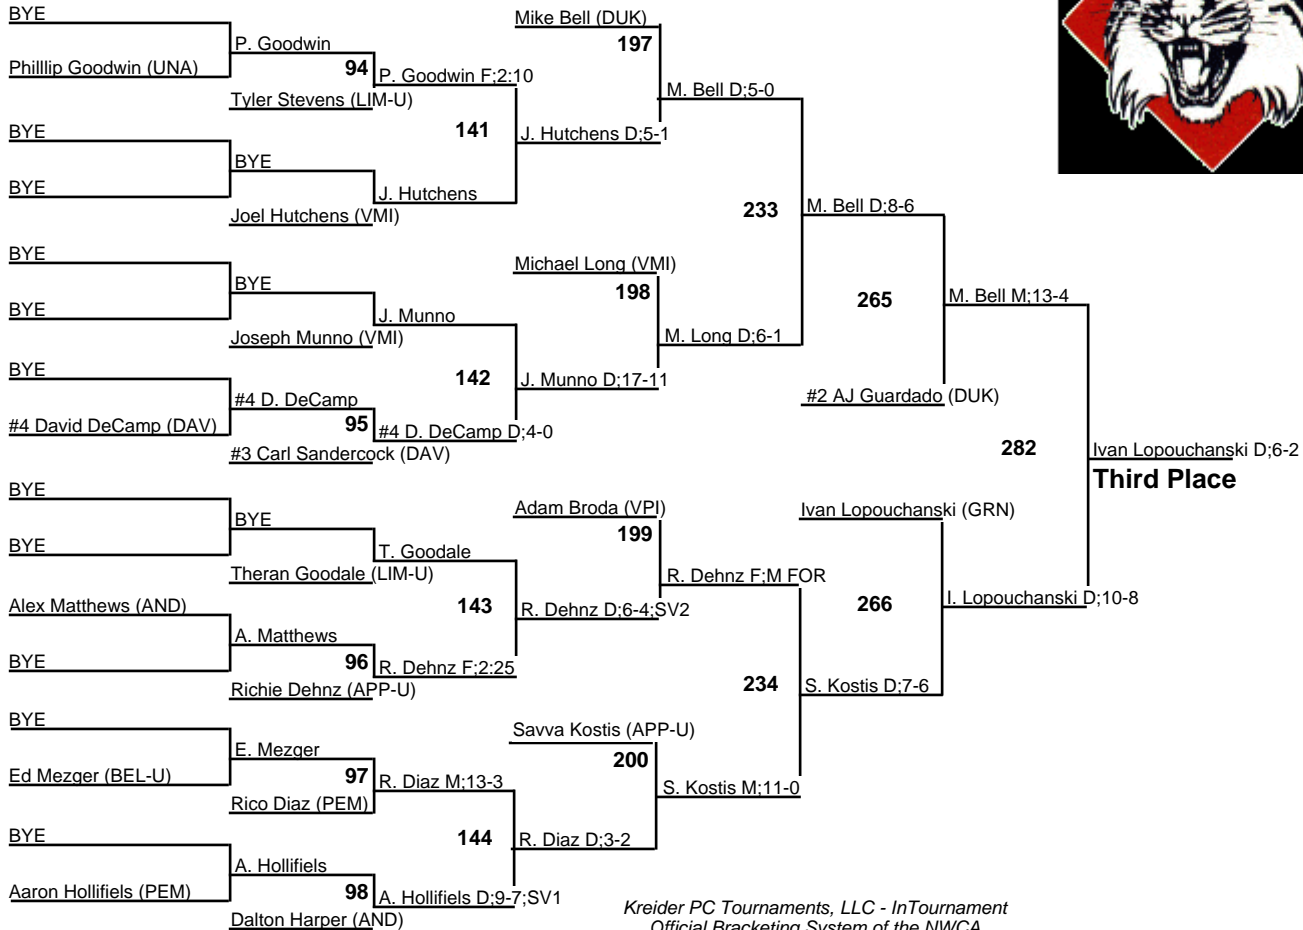 BYE
Philllip Goodwin (UNA)
P. Goodwin
94
Tyler Stevens (LIM-U)
P. Goodwin F;2:10
BYE
BYE
BYE
Joel Hutchens (VMI)
J. Hutchens
141
J. Hutchens D;5-1
Mike Bell (DUK)
197
M. Bell D;5-0
BYE
BYE
BYE
Joseph Munno (VMI)
J. Munno
BYE
#4 David DeCamp (DAV)
#4 D. DeCamp
95
#3 Carl Sandercock (DAV)
#4 D. DeCamp D;4-0
142
J. Munno D;17-11
Michael Long (VMI)
198
M. Long D;6-1
233
M. Bell D;8-6
265
#2 AJ Guardado (DUK)
M. Bell M;13-4
282
Ivan Lopouchanski D;6-2
Third Place
BYE
BYE
BYE
Theran Goodale (LIM-U)
T. Goodale
Alex Matthews (AND)
BYE
A. Matthews
96
Richie Dehnz (APP-U)
R. Dehnz F;2:25
143
R. Dehnz D;6-4;SV2
Adam Broda (VPI)
199
R. Dehnz F;M FOR
BYE
Ed Mezger (BEL-U)
E. Mezger
97
Rico Diaz (PEM)
R. Diaz M;13-3
BYE
Aaron Hollifiels (PEM)
A. Hollifiels
98
Dalton Harper (AND)
A. Hollifiels D;9-7;SV1
144
R. Diaz D;3-2
Savva Kostis (APP-U)
200
S. Kostis M;11-0
234
S. Kostis D;7-6
Ivan Lopouchanski (GRN)
266
I. Lopouchanski D;10-8
Kreider PC Tournaments, LLC - InTournament
Official Bracketing System of the NWCA